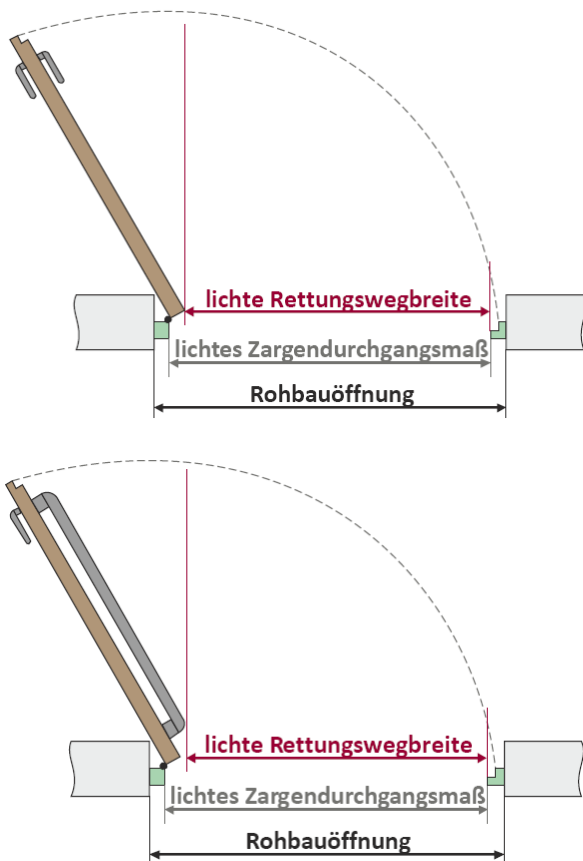 lichte Rettungswegbreite
lichtes Zargendurchgangsmaß
Rohbauöffnung
lichte Rettungswegbreite
lichtes Zargendurchgangsmaß
Rohbauöffnung